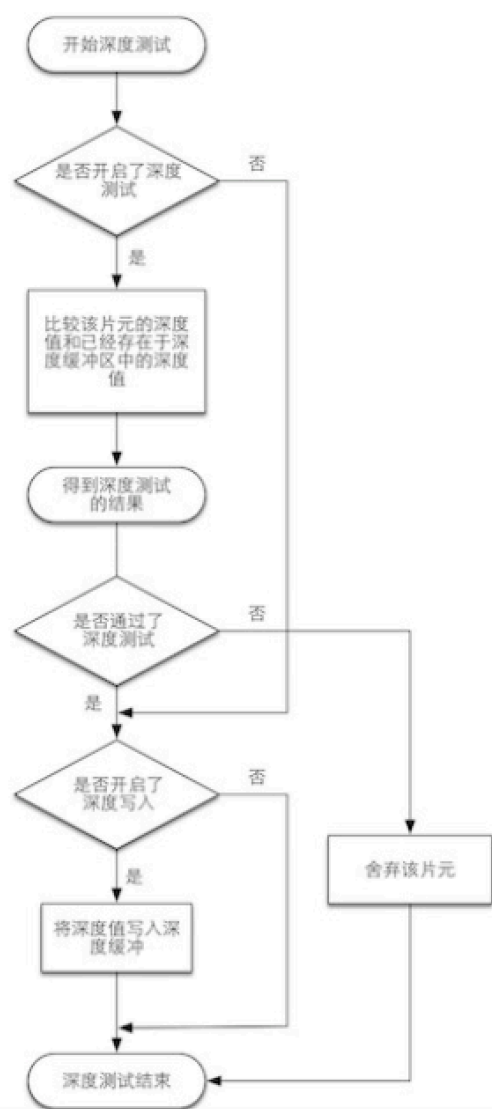 开始深度测试
是否开启了深度
测试
否
是
比较该片元的深度
值和已经存在于深
度缓冲区中的深度
值
得到深度测试
的结果
是否通过了
深度测试
否
是
是否开启了
深度写入
否
是
舍弃该片元
将深度值写入深
度缓冲
深度测试结束